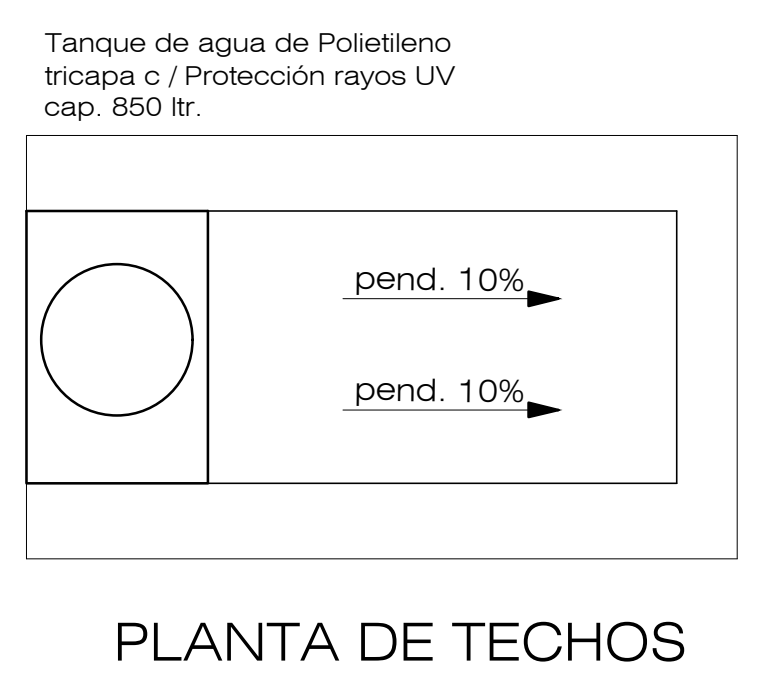 Tanque de agua de Polietileno
tricapa c / Protección rayos UV
cap. 850 ltr.
pend. 10%
pend. 10%
PLANTA DE TECHOS